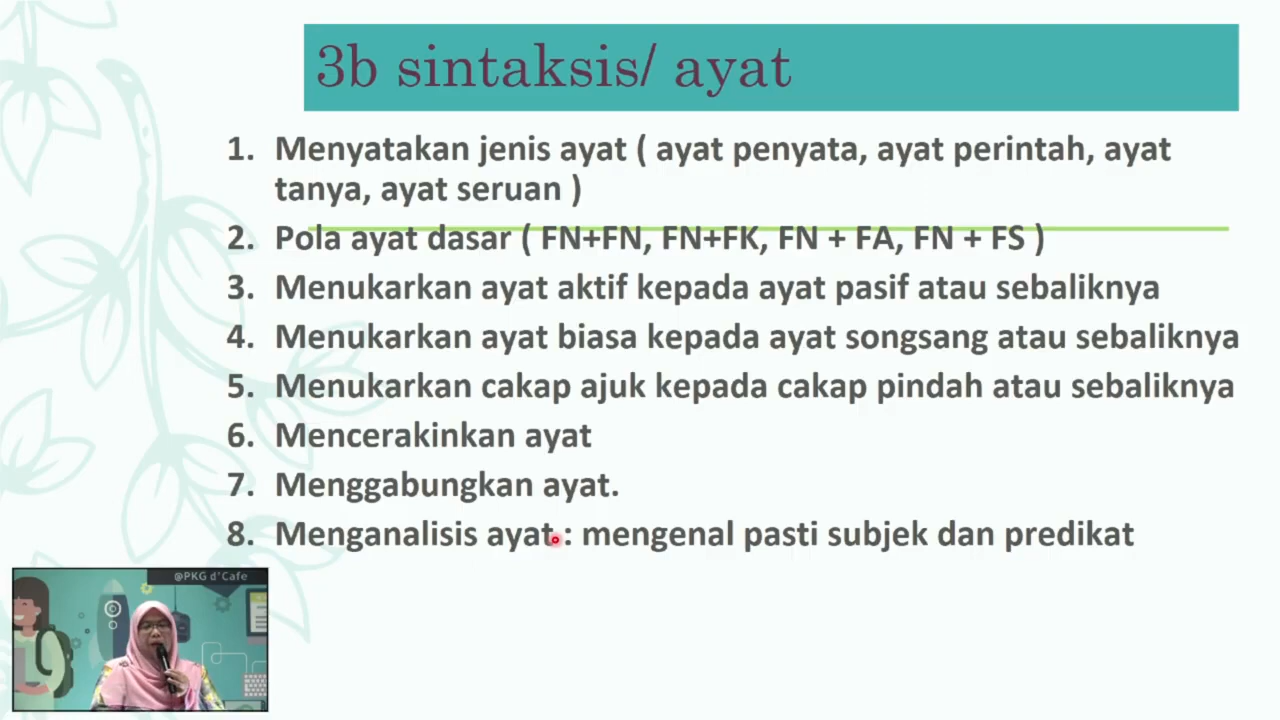 3b sintaksis/ ayat
1. Menyatakan jenis ayat ( ayat penyata, ayat perintah, ayat
tanya, ayat seruan )
2. Pola ayat dasar ( FN+FN, FN+FK, FN + FA, FN + FS )
3. Menukarkan ayat aktif kepada ayat pasif atau sebaliknya
4. Menukarkan ayat biasa kepada ayat songsang atau sebaliknya
5. Menukarkan cakap ajuk kepada cakap pindah atau sebaliknya
6. Mencerakinkan ayat
7. Menggabungkan ayat.
8. Menganalisis ayat : mengenal pasti subjek dan predikat
@PKG d'Cafe